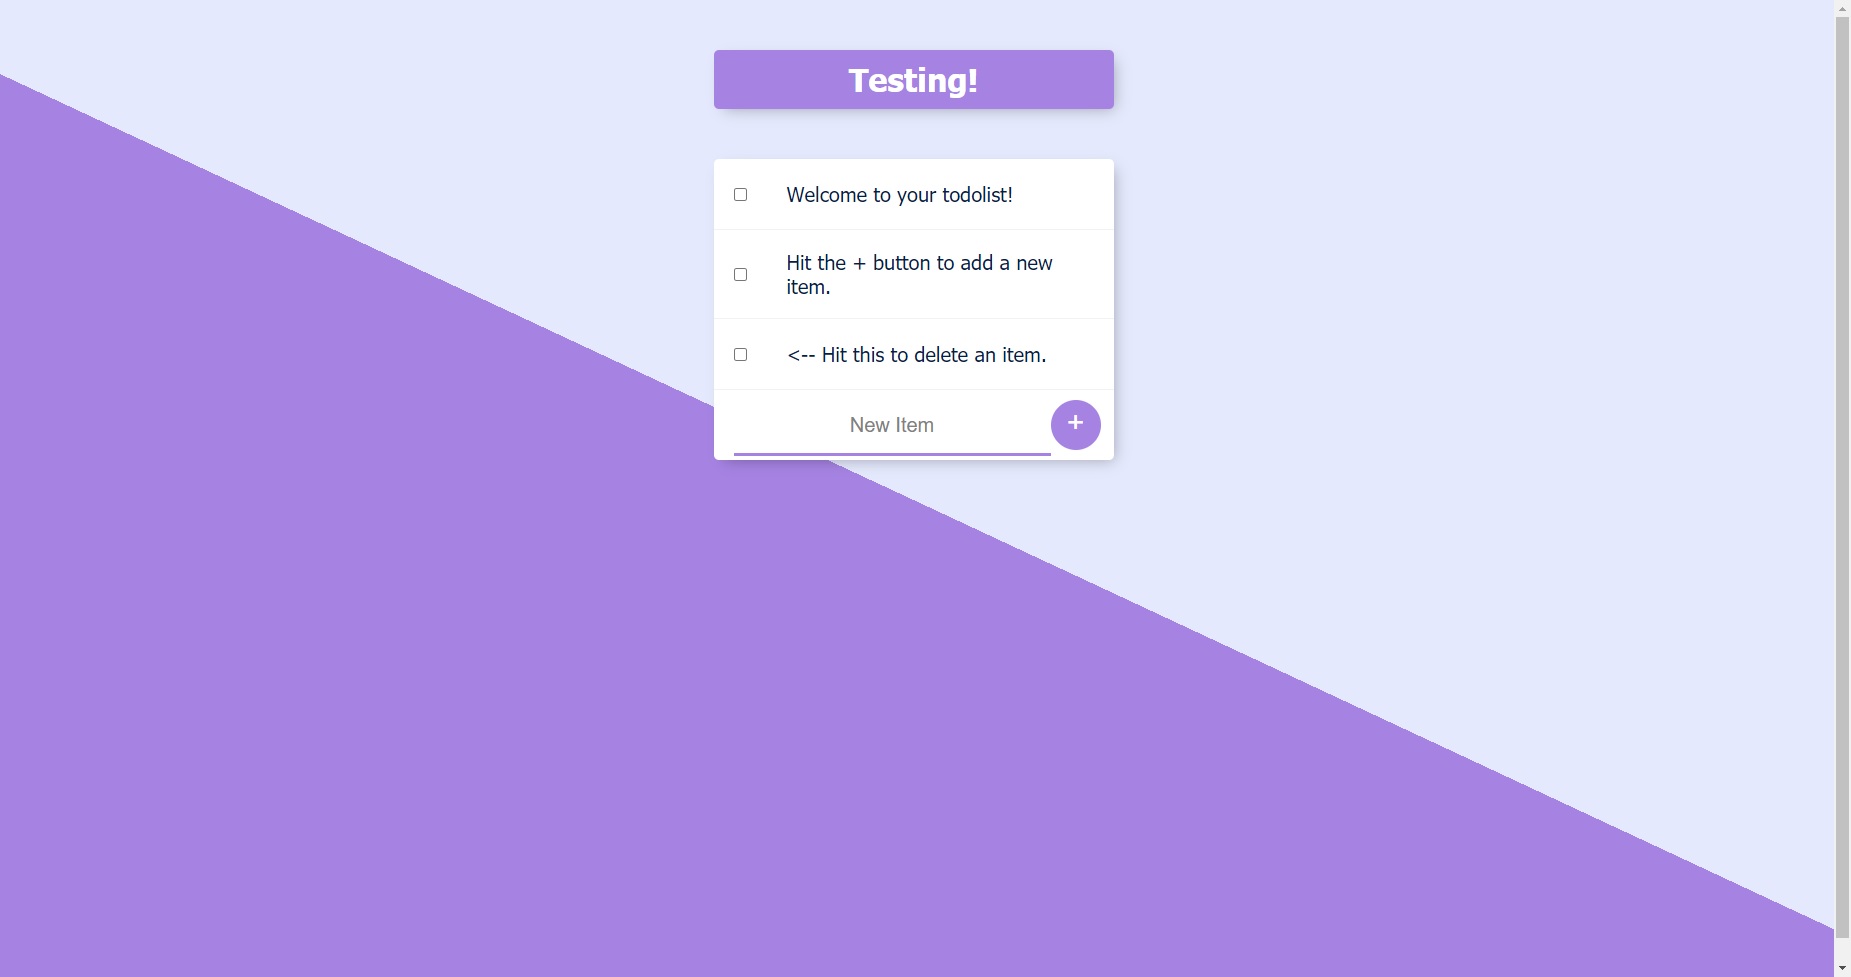 Testing!
Welcome to your todolist!
Hit the + button to add a new
item.
<-- Hit this to delete an item.
New Item
+